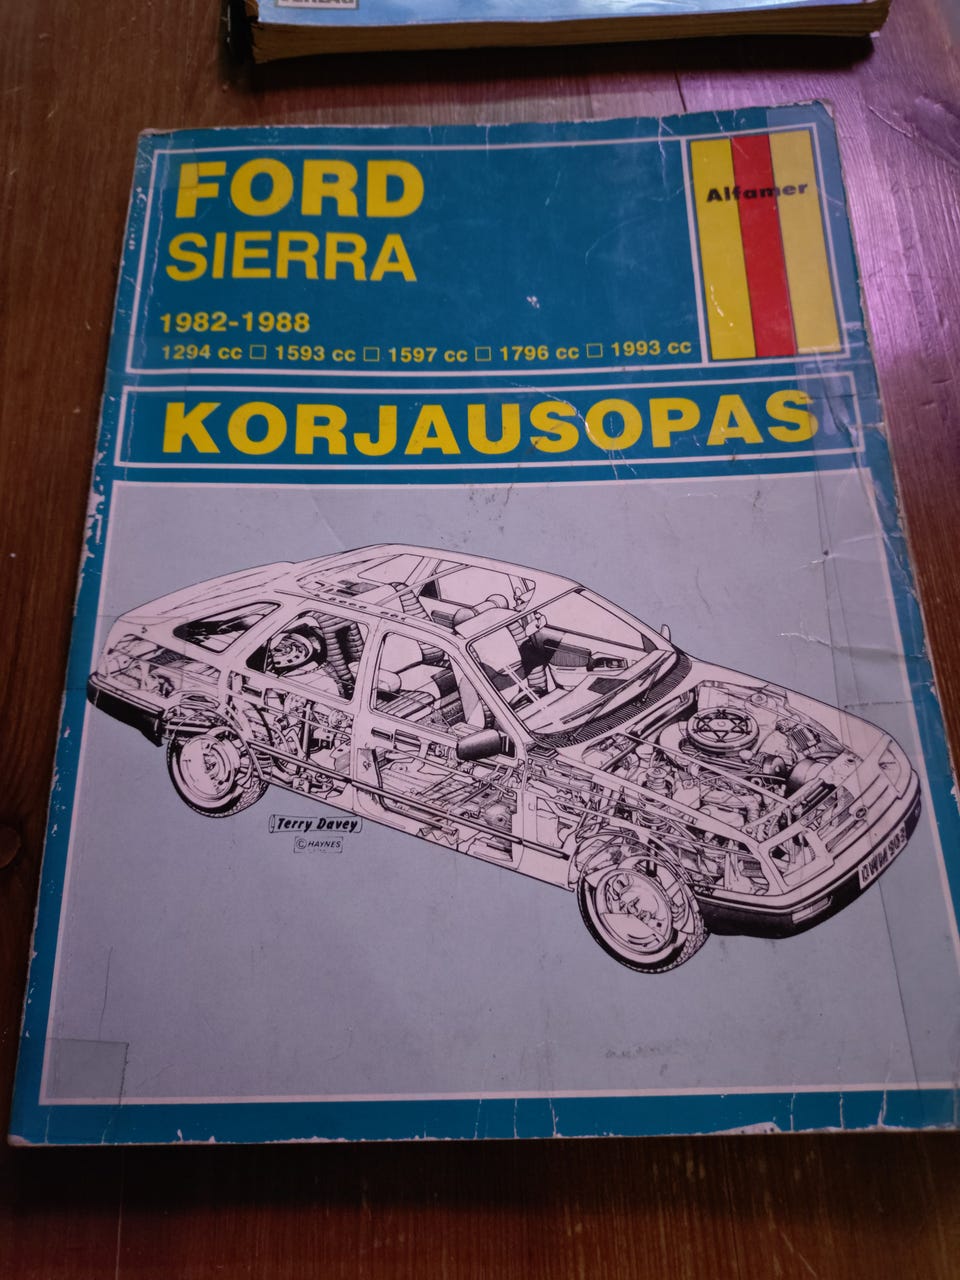 FORD
SIERRA
1982-1988
1294 cc □ 1593 cc □ 1597 cc □ 1796 cc □ 1993 cc
Alfamer
KORJAUSOPAS
Terry Davey
© HAYNES